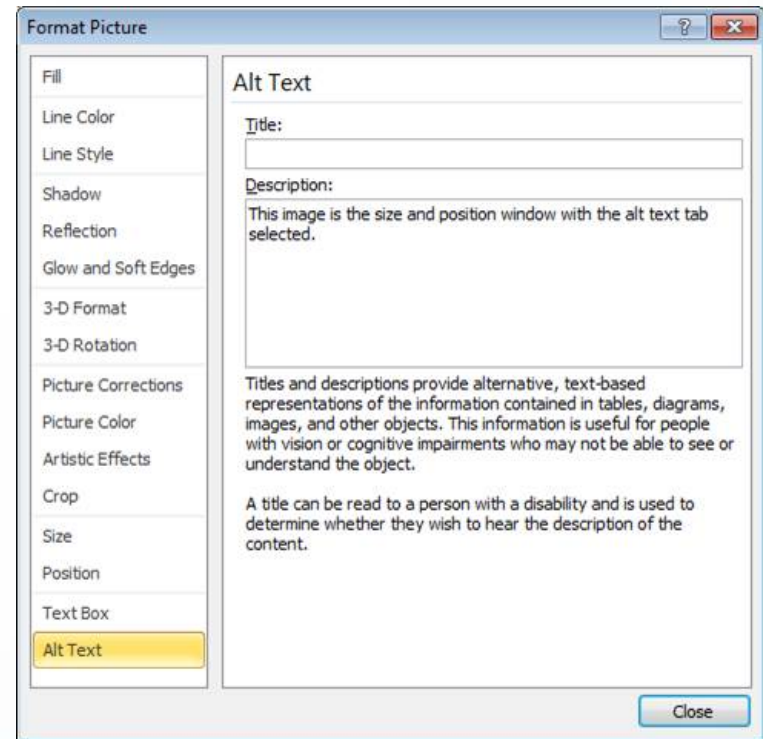 Format Picture
Fill
Line Color
Line Style
Shadow
Reflection
Glow and Soft Edges
3-D Format
3-D Rotation
Picture Corrections
Picture Color
Artistic Effects
Crop
Size
Position
Text Box
Alt Text
Alt Text
Title:
Description:
This image is the size and position window with the alt text tab
selected.
Titles and descriptions provide alternative, text-based
representations of the information contained in tables, diagrams,
images, and other objects. This information is useful for people
with vision or cognitive impairments who may not be able to see or
understand the object.
A title can be read to a person with a disability and is used to
determine whether they wish to hear the description of the
content.
Close